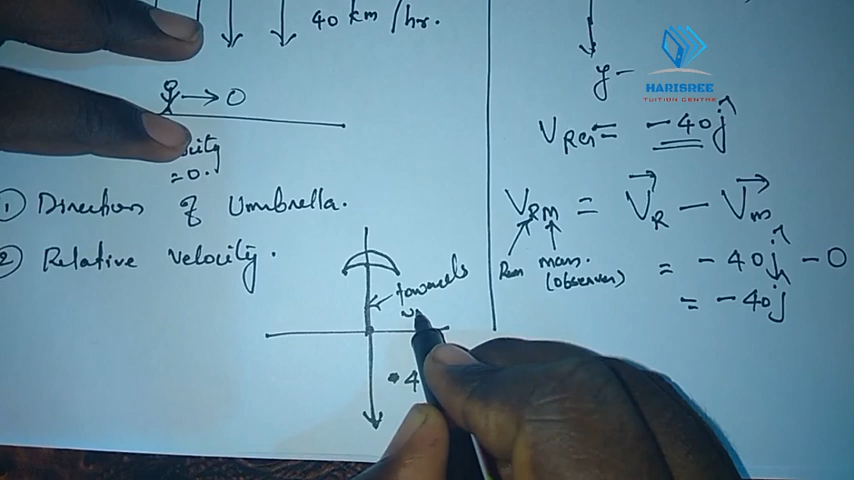 40 km/hr.
→ 0
= 0.
① Direction of Umbrella.
② Relative velocity.
towards
4
y-
HARISREE
TUITION CENTRE
V_RG = -40ĵ
V_RM = V⃗_R - V⃗_m
Rain man.
(observer)
= -40ĵ - 0
= -40j